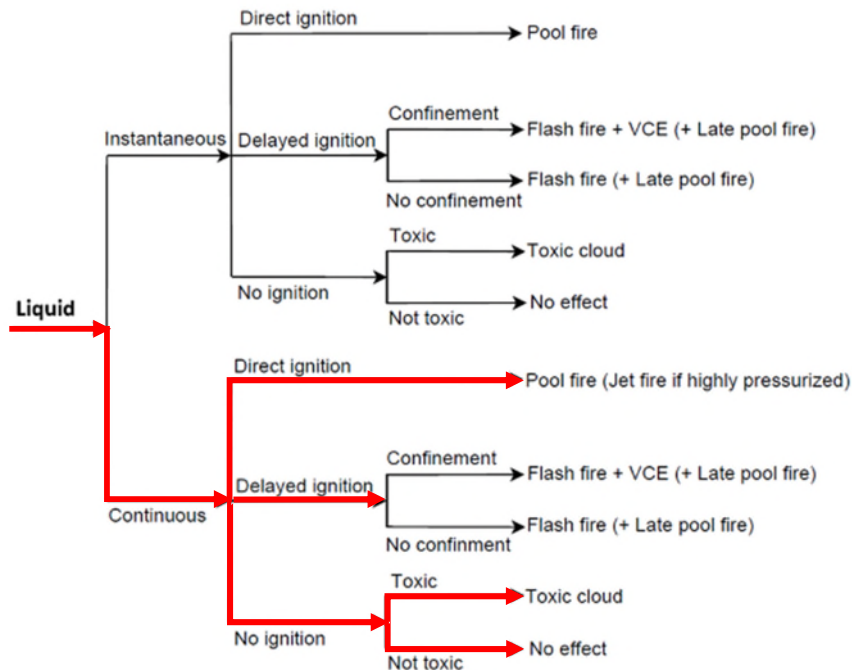 Direct ignition
Pool fire
Confinement
Flash fire + VCE (+ Late pool fire)
Instantaneous
Delayed ignition
Flash fire (+ Late pool fire)
No confinement
Toxic
Toxic cloud
No ignition
No effect
Not toxic
Liquid
Direct ignition
Pool fire (Jet fire if highly pressurized)
Confinement
Flash fire + VCE (+ Late pool fire)
Delayed ignition
Continuous
Flash fire (+ Late pool fire)
No confinment
Toxic
Toxic cloud
No ignition
No effect
Not toxic